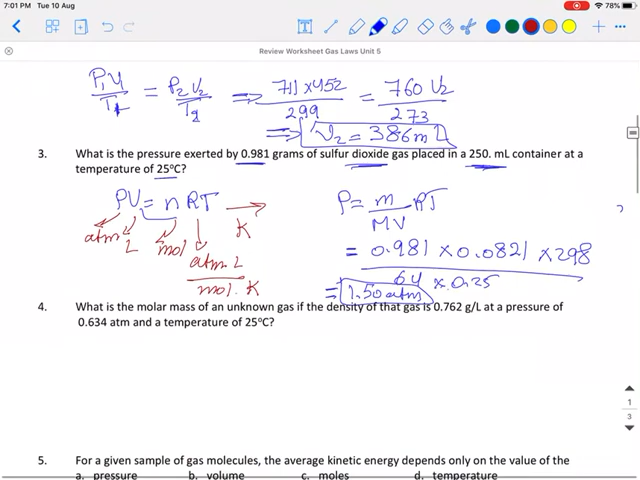 7:01 PM Tue 10 Aug
78%
Review Worksheet Gas Laws Unit 5
P₁V₁/T₁ = P₂V₂/T₂ ⇒ 711 × 452/299 = 760 V₂/273
⇒ V₂ = 386 mL
3. What is the pressure exerted by 0.981 grams of sulfur dioxide gas placed in a 250. mL container at a
temperature of 25°C?
PV = nRT → K
atm L mol atm. L/mol. K
P = m/MV RT
= 0.981 × 0.0821 × 298/64 × 0.25
= 1.50 atm
4. What is the molar mass of an unknown gas if the density of that gas is 0.762 g/L at a pressure of
0.634 atm and a temperature of 25°C?
5. For a given sample of gas molecules, the average kinetic energy depends only on the value of the
a. pressure b. volume c. moles d. temperature
1
3